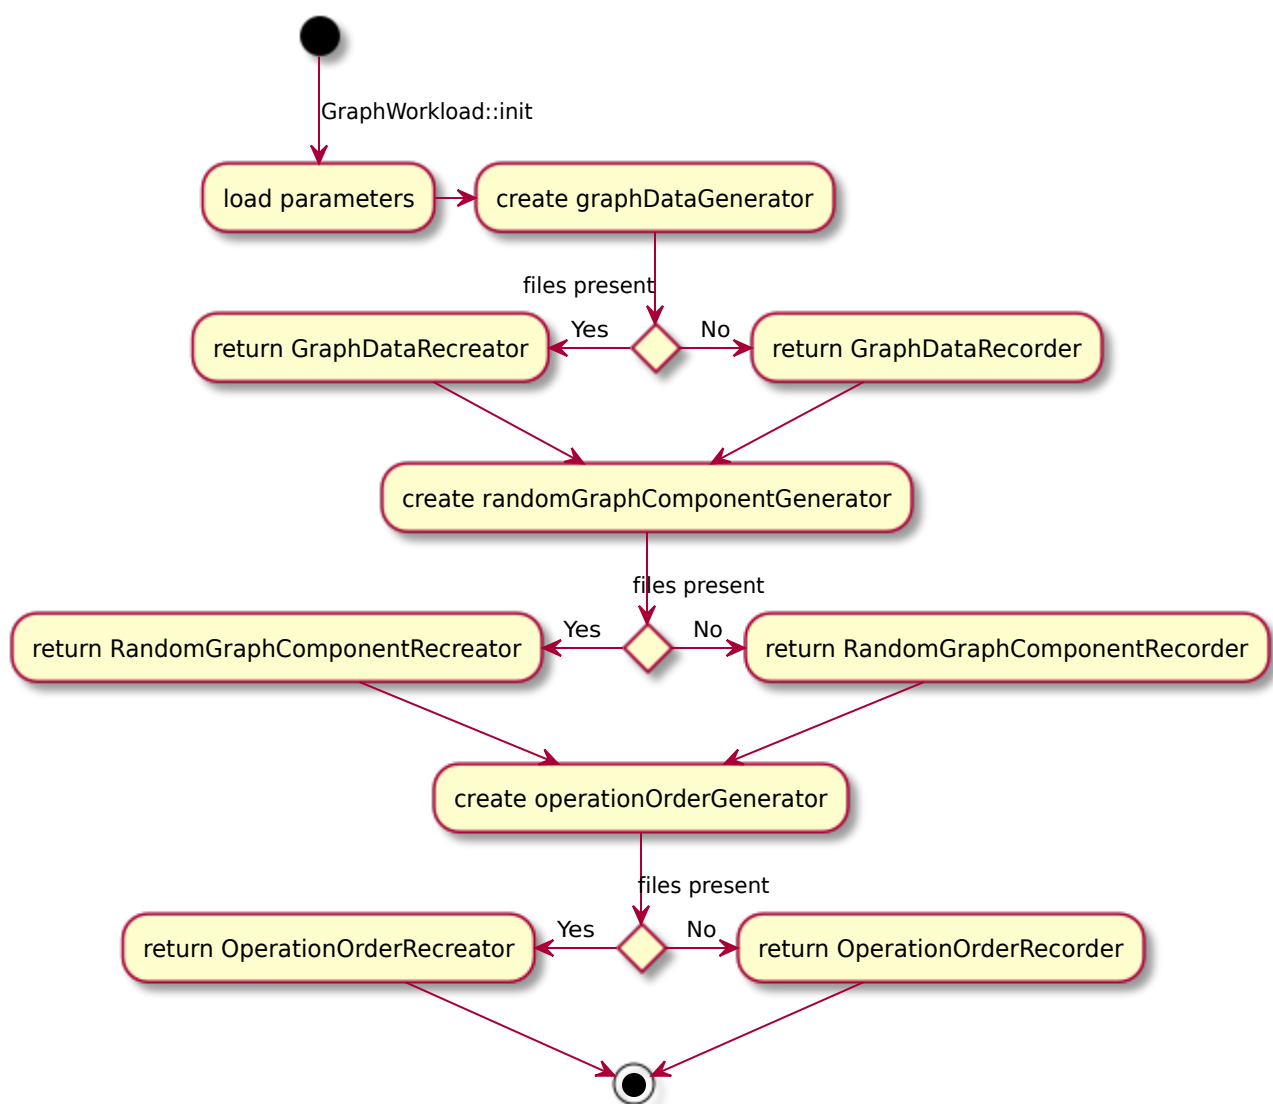 GraphWorkload::init
load parameters
create graphDataGenerator
files present
Yes
No
return GraphDataRecreator
return GraphDataRecorder
create randomGraphComponentGenerator
files present
Yes
No
return RandomGraphComponentRecreator
return RandomGraphComponentRecorder
create operationOrderGenerator
files present
Yes
No
return OperationOrderRecreator
return OperationOrderRecorder